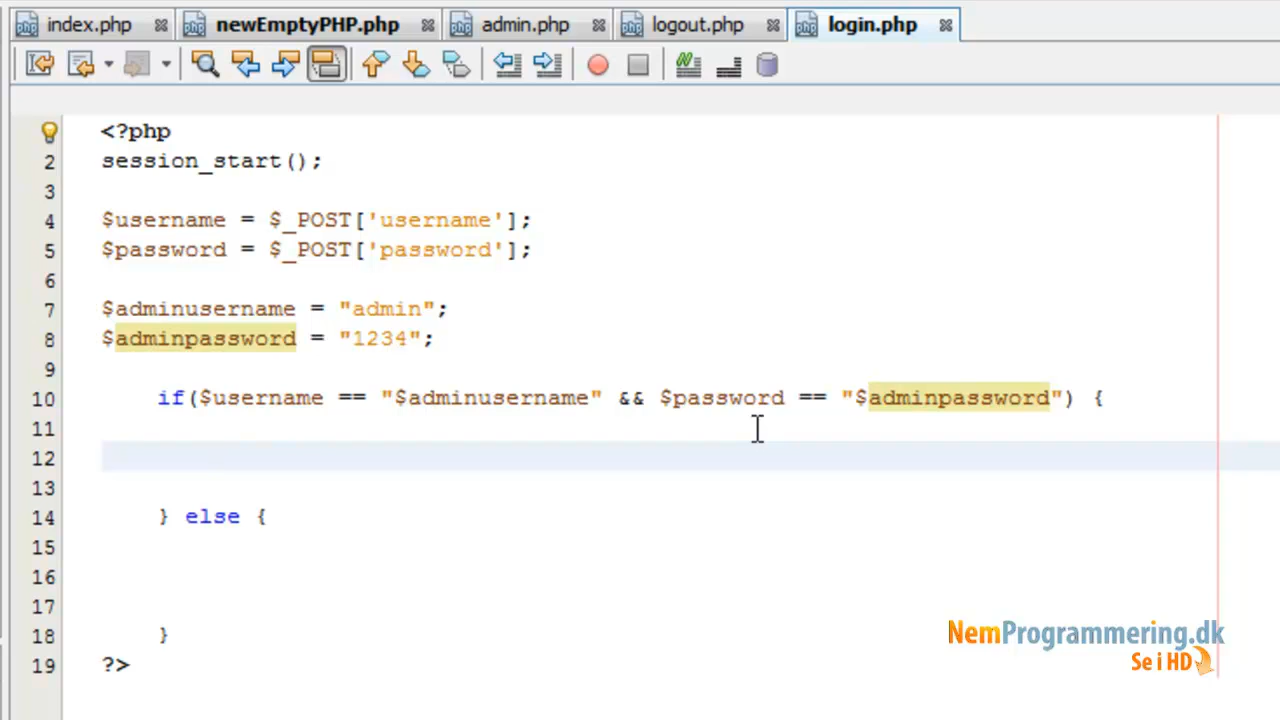 index.php newEmptyPHP.php admin.php logout.php login.php
<?php
2 session_start();
3
4 $username = $_POST['username'];
5 $password = $_POST['password'];
6
7 $adminusername = "admin";
8 $adminpassword = "1234";
9
10 if($username == "$adminusername" && $password == "$adminpassword") {
11
12
13
14 } else {
15
16
17
18 }
19 ?>
NemProgrammering.dk
Se i HD